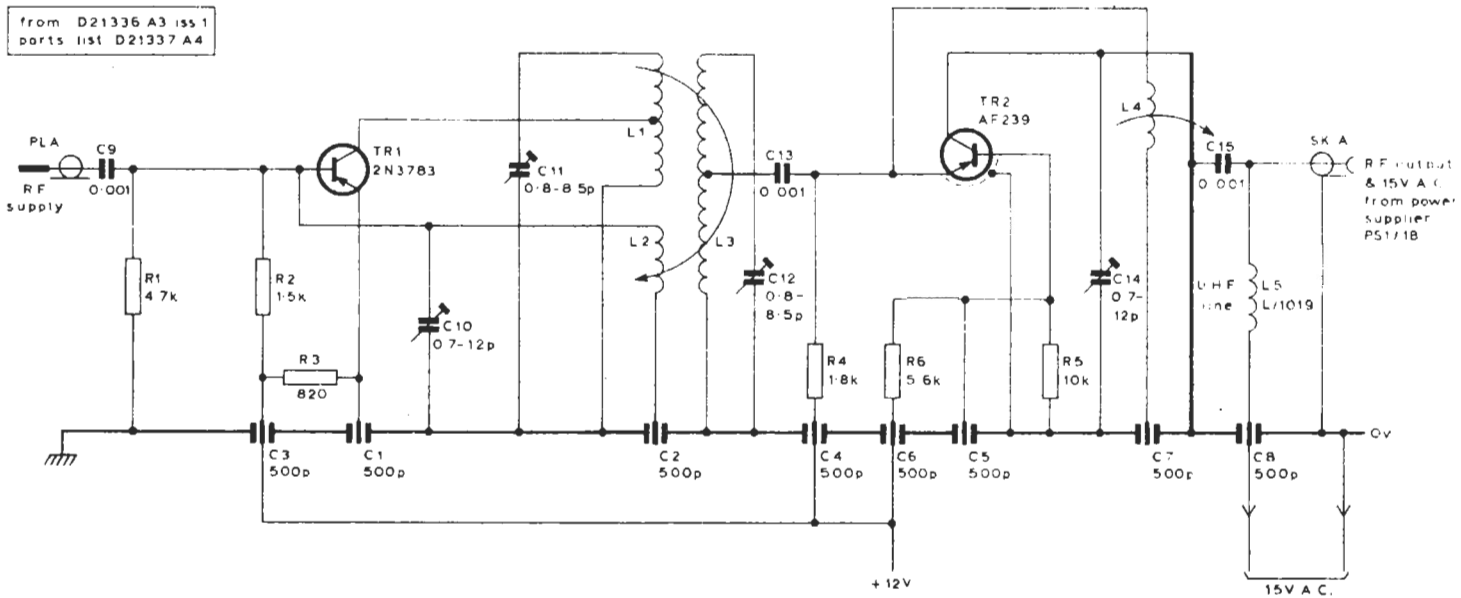 from D21336 A3 iss 1
parts list D21337 A4
PLA
RF
supply
C9
0·001
R1
4·7k
R2
1·5k
R3
820
TR1
2N3783
C10
0·7-12p
C11
0·8-8·5p
L1
L2
L3
C12
0·8-
8·5p
C13
0·001
R4
1·8k
R6
5·6k
R5
10k
TR2
AF239
C14
0·7-
12p
L4
C15
0·001
UHF
line
L5
L/1019
SK A
RF output
& 15V A.C.
from power
supplier
PS1/1B
C3
500p
C1
500p
C2
500p
C4
500p
C6
500p
C5
500p
C7
500p
C8
500p
0v
+12V
15V A.C.